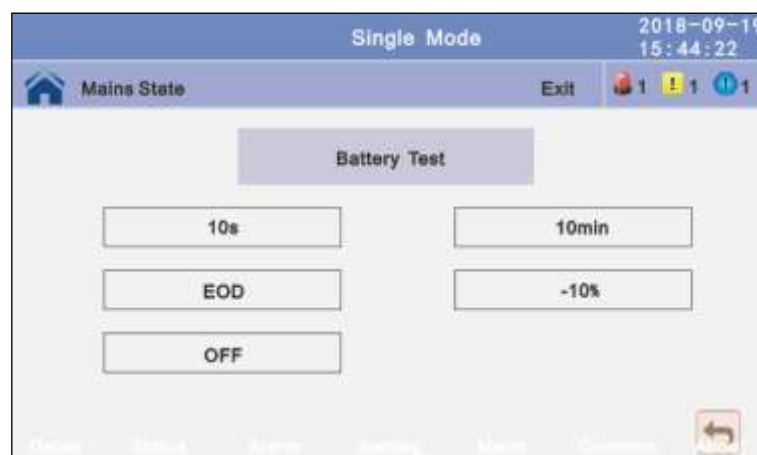 Single Mode
2018-09-19
15:44:22
Mains State
Exit
1
! 1
1
Battery Test
10s
10min
EOD
-10%
OFF